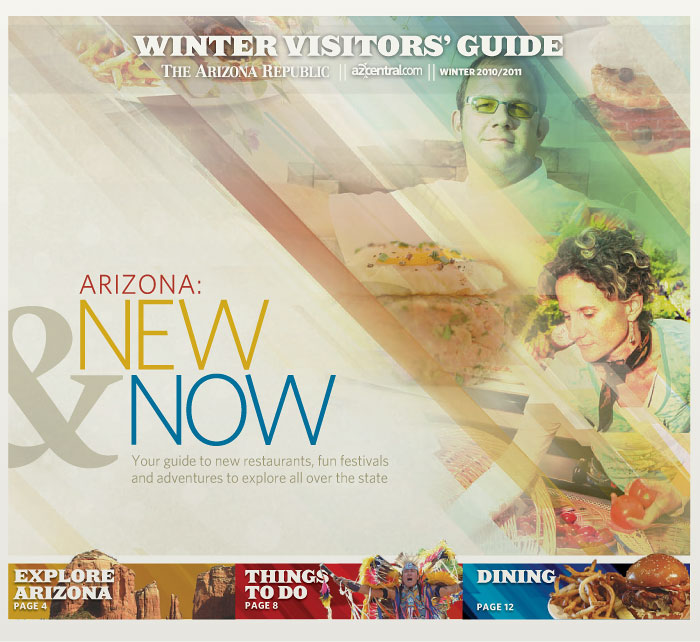 WINTER VISITORS' GUIDE
THE ARIZONA REPUBLIC || azcentral.com || WINTER 2010/2011
ARIZONA:
NEW
& NOW
Your guide to new restaurants, fun festivals
and adventures to explore all over the state
EXPLORE
ARIZONA
PAGE 4
THINGS
TO DO
PAGE 8
DINING
PAGE 12